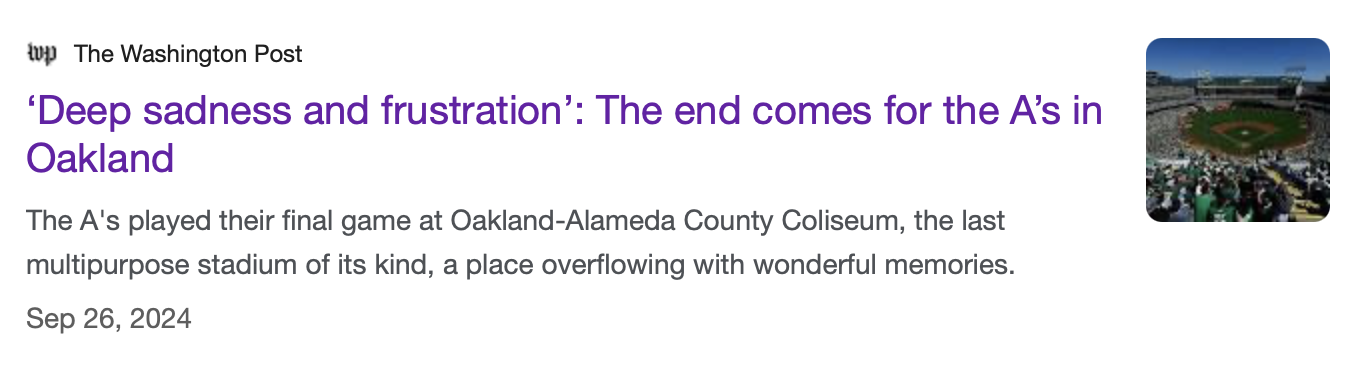 wp The Washington Post
‘Deep sadness and frustration’: The end comes for the A’s in
Oakland
The A's played their final game at Oakland-Alameda County Coliseum, the last
multipurpose stadium of its kind, a place overflowing with wonderful memories.
Sep 26, 2024